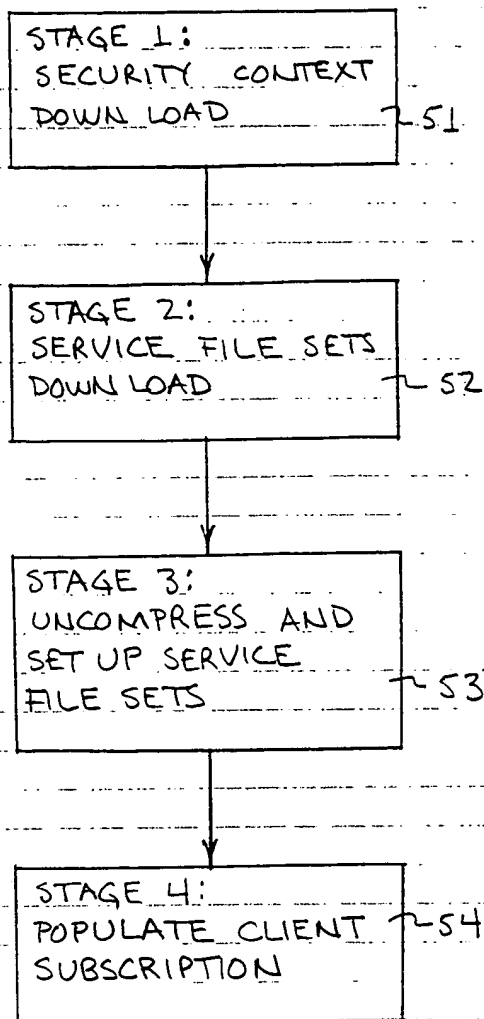 STAGE 1:
SECURITY CONTEXT
DOWN LOAD
51
STAGE 2:
SERVICE FILE SETS
DOWN LOAD
52
STAGE 3:
UNCOMPRESS AND
SET UP SERVICE
FILE SETS
53
STAGE 4:
POPULATE CLIENT
54
SUBSCRIPTION